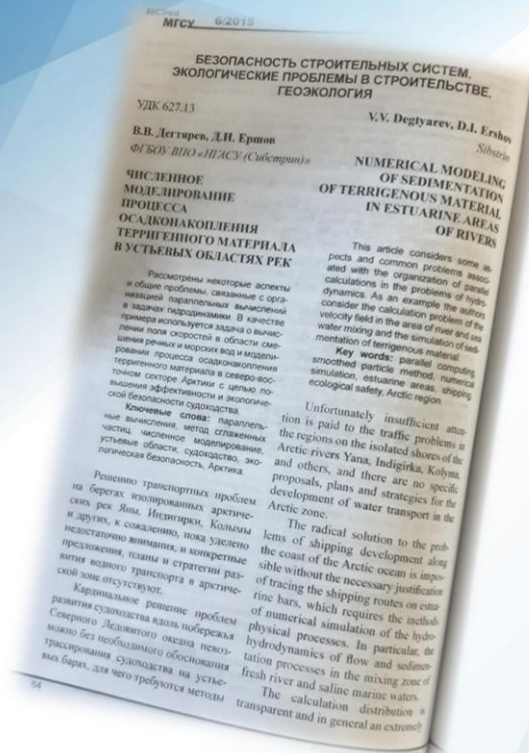 ВЕСТНИК
МГСУ 6/2015
БЕЗОПАСНОСТЬ СТРОИТЕЛЬНЫХ СИСТЕМ.
ЭКОЛОГИЧЕСКИЕ ПРОБЛЕМЫ В СТРОИТЕЛЬСТВЕ.
ГЕОЭКОЛОГИЯ
УДК 627.13
В.В. Дегтярев, Д.И. Ершов
ФГБОУ ВПО «НГАСУ (Сибстрин)»
ЧИСЛЕННОЕ
МОДЕЛИРОВАНИЕ
ПРОЦЕССА
ОСАДКОНАКОПЛЕНИЯ
ТЕРРИГЕННОГО МАТЕРИАЛА
В УСТЬЕВЫХ ОБЛАСТЯХ РЕК
Рассмотрены некоторые аспекты
и общие проблемы, связанные с орга-
низацией параллельных вычислений
в задачах гидродинамики. В качестве
примера используется задача о вычис-
лении поля скоростей в области сме-
шения речных и морских вод и модели-
ровании процесса осадконакопления
терригенного материала в северо-вос-
точном секторе Арктики с целью по-
вышения эффективности и экологиче-
ской безопасности судоходства.
Ключевые слова: параллель-
ные вычисления, метод сглаженных
частиц, численное моделирование,
устьевые области, судоходство, эко-
логическая безопасность, Арктика.
Решению транспортных проблем
на берегах изолированных арктиче-
ских рек Яны, Индигирки, Колымы
и других, к сожалению, пока уделено
недостаточно внимания, и конкретные
предложения, планы и стратегии раз-
вития водного транспорта в арктиче-
ской зоне отсутствуют.
Кардинальное решение проблем
развития судоходства вдоль побережья
Северного Ледовитого океана невоз-
можно без необходимого обоснования
трассирования судоходства на устье-
вых барах, для чего требуются методы
64
V.V. Degtyarev, D.I. Ershov
Sibstrin
NUMERICAL MODELING
OF SEDIMENTATION
OF TERRIGENOUS MATERIAL
IN ESTUARINE AREAS
OF RIVERS
This article considers some as-
pects and common problems associ-
ated with the organization of parallel
calculations in the problems of hydro-
dynamics. As an example the authors
consider the calculation problem of the
velocity field in the area of river and sea
water mixing and the simulation of sedi-
mentation of terrigenous material.
Key words: parallel computing
smoothed particle method, numerical
simulation, estuarine areas, shipping
ecological safety, Arctic region
Unfortunately insufficient atten-
tion is paid to the traffic problems in
the regions on the isolated shores of the
Arctic rivers Yana, Indigirka, Kolyma,
and others, and there are no specific
proposals, plans and strategies for the
development of water transport in the
Arctic zone.
The radical solution to the prob-
lems of shipping development along
the coast of the Arctic ocean is impos-
sible without the necessary justification
of tracing the shipping routes on estua-
rine bars, which requires the methods
of numerical simulation of the hydro-
physical processes. In particular, the
hydrodynamics of flow and sedimen-
tation processes in the mixing zone of
fresh river and saline marine waters.
The calculation distribution is
transparent and in general an extremely